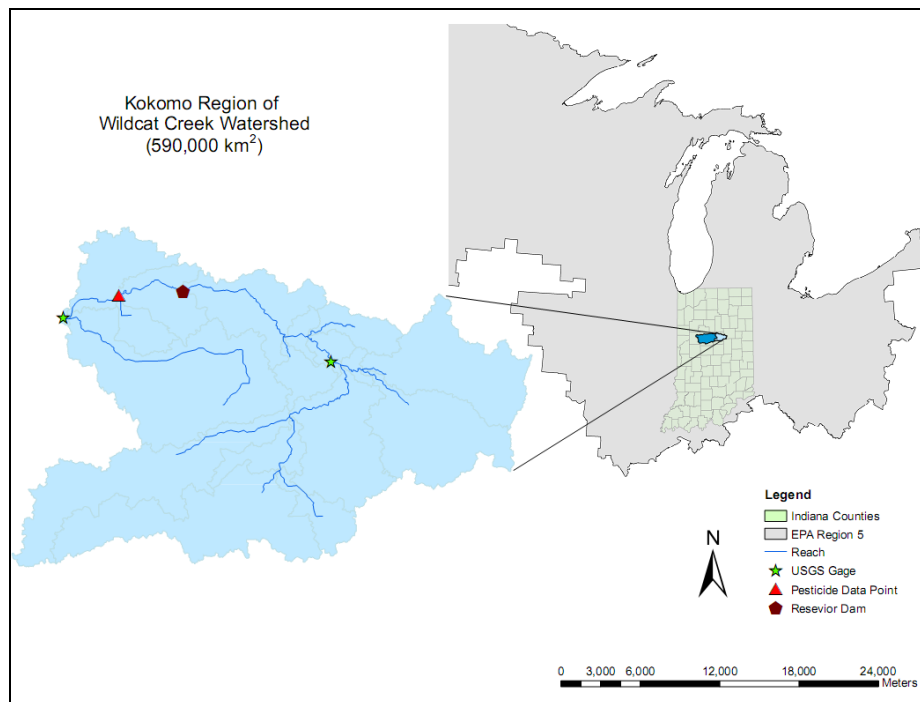 Kokomo Region of
Wildcat Creek Watershed
(590,000 km²)
Legend
Indiana Counties
EPA Region 5
Reach
USGS Gage
Pesticide Data Point
Resevior Dam
N
0 3,000 6,000 12,000 18,000 24,000
Meters